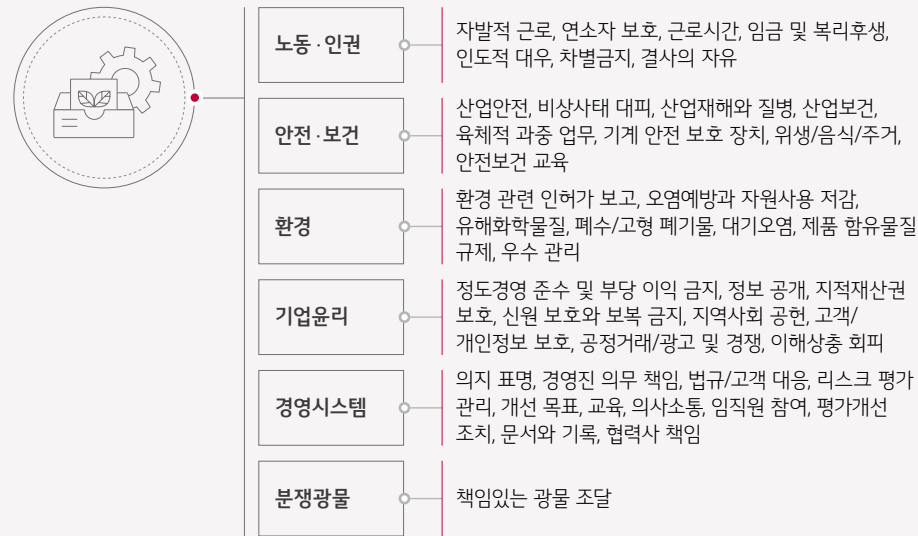 노동·인권
자발적 근로, 연소자 보호, 근로시간, 임금 및 복리후생,
인도적 대우, 차별금지, 결사의 자유
안전·보건
산업안전, 비상사태 대피, 산업재해와 질병, 산업보건,
육체적 과중 업무, 기계 안전 보호 장치, 위생/음식/주거,
안전보건 교육
환경
환경 관련 인허가 보고, 오염예방과 자원사용 저감,
유해화학물질, 폐수/고형 폐기물, 대기오염, 제품 함유물질
규제, 우수 관리
기업윤리
정도경영 준수 및 부당 이익 금지, 정보 공개, 지적재산권
보호, 신원 보호와 보복 금지, 지역사회 공헌, 고객/
개인정보 보호, 공정거래/광고 및 경쟁, 이해상충 회피
경영시스템
의지 표명, 경영진 의무 책임, 법규/고객 대응, 리스크 평가
관리, 개선 목표, 교육, 의사소통, 임직원 참여, 평가개선
조치, 문서와 기록, 협력사 책임
분쟁광물
책임있는 광물 조달